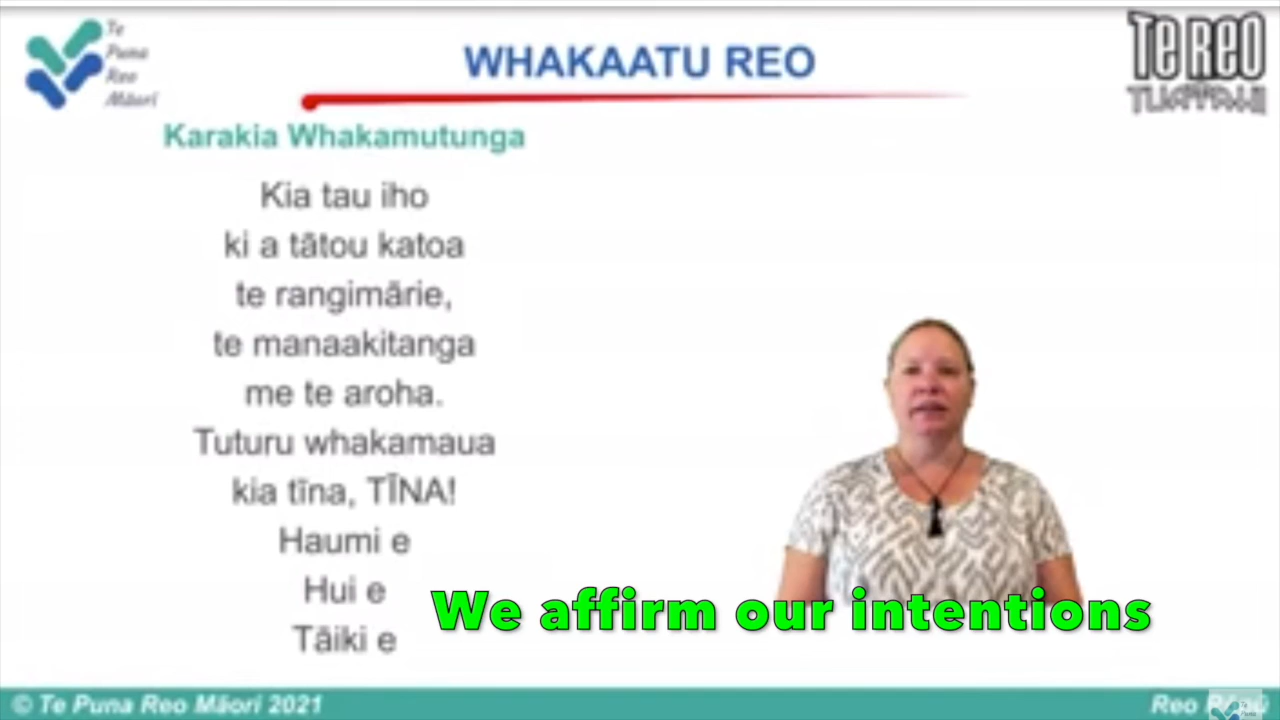 Te
Puna
Reo
Māori
WHAKAATU REO
TE REO
TUATAHI
Karakia Whakamutunga
Kia tau iho
ki a tātou katoa
te rangimārie,
te manaakitanga
me te aroha.
Tuturu whakamaua
kia tīna, TĪNA!
Haumi e
Hui e
Tāiki e
We affirm our intentions
© Te Puna Reo Māori 2021
Reo